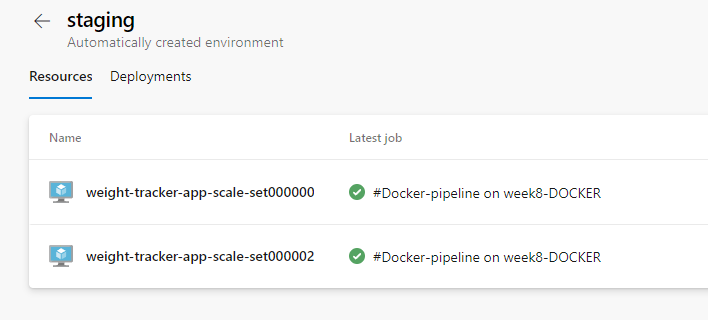 staging
Automatically created environment
Resources Deployments
Name Latest job
weight-tracker-app-scale-set000000 #Docker-pipeline on week8-DOCKER
weight-tracker-app-scale-set000002 #Docker-pipeline on week8-DOCKER